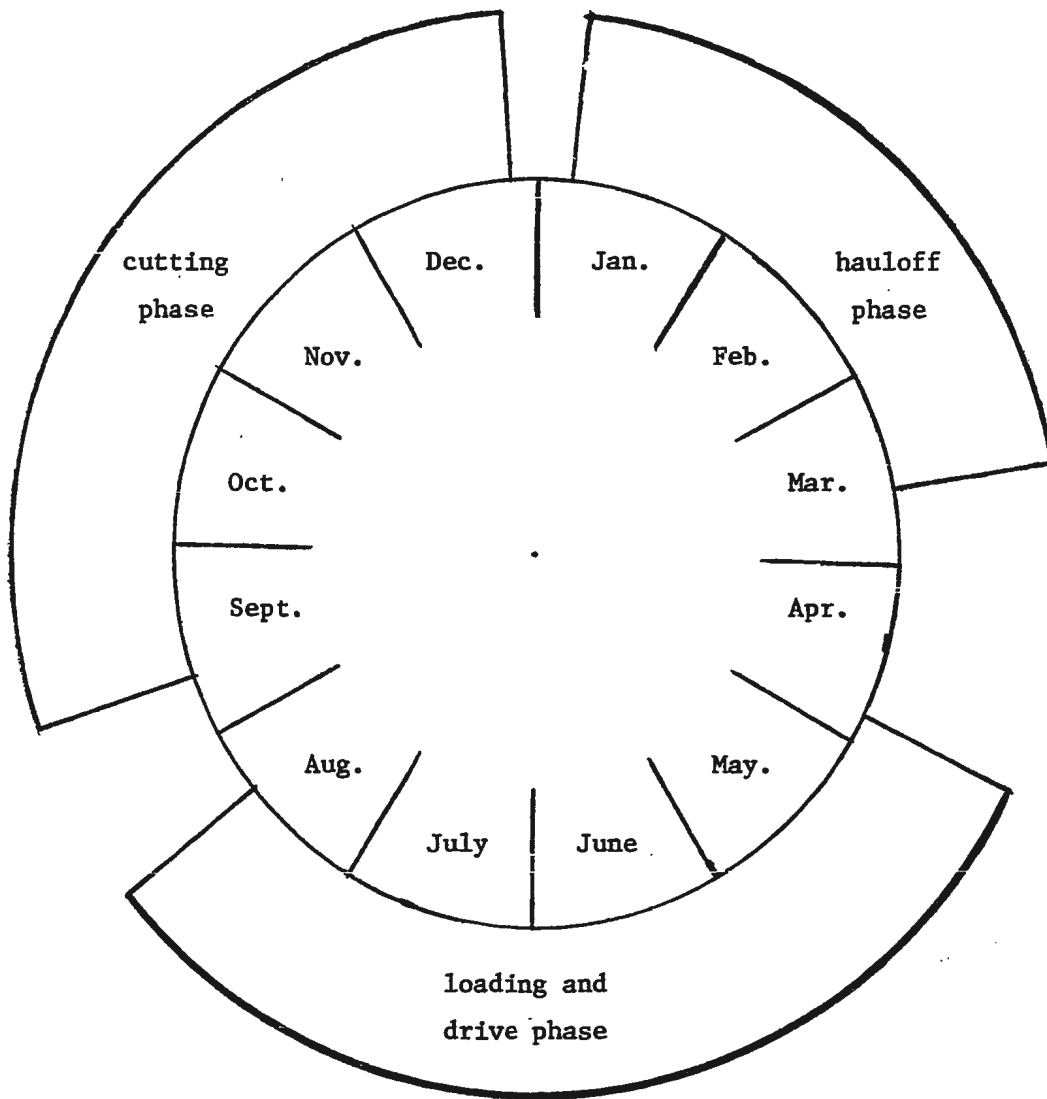 cutting
phase
hauloff
phase
Dec.
Jan.
Nov.
Feb.
Oct.
Mar.
Sept.
Apr.
Aug.
May.
July
June
loading and
drive phase